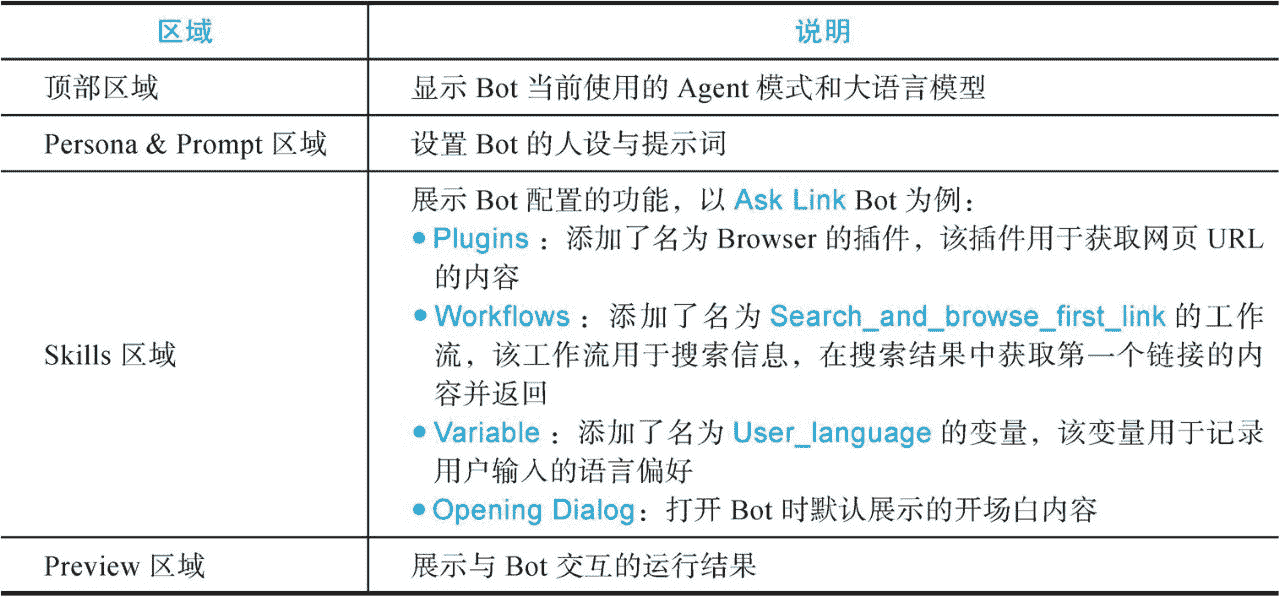 区域 说明
顶部区域 显示 Bot 当前使用的 Agent 模式和大语言模型
Persona & Prompt 区域 设置 Bot 的人设与提示词
Skills 区域
展示 Bot 配置的功能，以 Ask Link Bot 为例：
•Plugins ：添加了名为 Browser 的插件，该插件用于获取网页 URL
的内容
•Workflows ：添加了名为 Search_and_browse_first_link 的工作
流，该工作流用于搜索信息，在搜索结果中获取第一个链接的内
容并返回
•Variable ：添加了名为 User_language 的变量，该变量用于记录
用户输入的语言偏好
•Opening Dialog：打开 Bot 时默认展示的开场白内容
Preview 区域 展示与 Bot 交互的运行结果